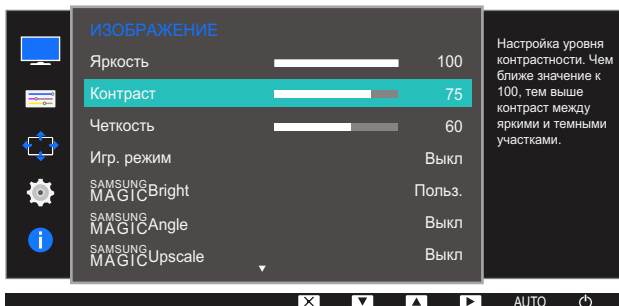 ИЗОБРАЖЕНИЕ
Яркость 100
Контраст 75
Четкость 60
Игр. режим Выкл
SAMSUNG MAGIC Bright Польз.
SAMSUNG MAGIC Angle Выкл
SAMSUNG MAGIC Upscale Выкл
Настройка уровня
контрастности. Чем
ближе значение к
100, тем выше
контраст между
яркими и темными
участками.
AUTO